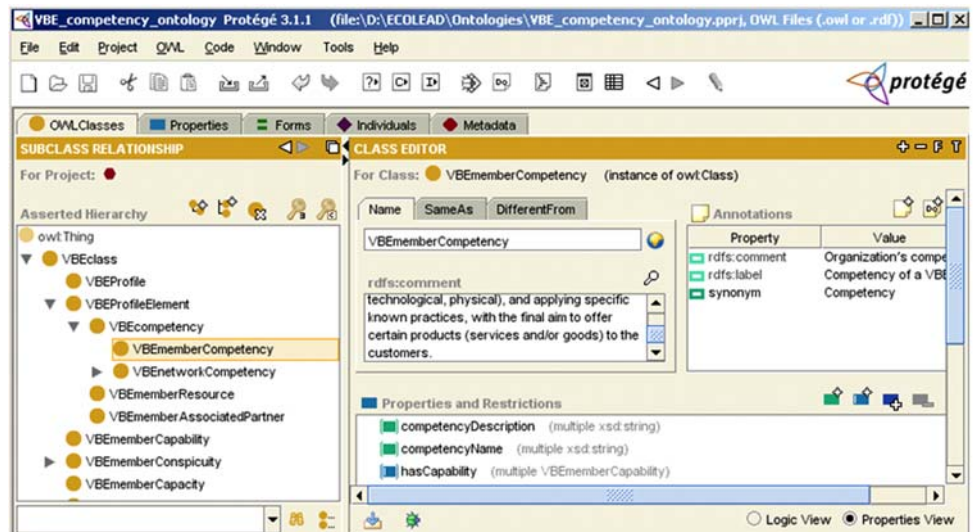 VBE_competency_ontology Protégé 3.1.1 (file:\D:\ECOLEAD\Ontologies\VBE_competency_ontology.pprj, OWL Files (.owl or .rdf))
File Edit Project OWL Code Window Tools Help
protégé
OWLClasses Properties Forms Individuals Metadata
SUBCLASS RELATIONSHIP
For Project:
Asserted Hierarchy
owl:Thing
VBEclass
VBEProfile
VBEProfileElement
VBEcompetency
VBEmemberCompetency
VBEnetworkCompetency
VBEmemberResource
VBEmemberAssociatedPartner
VBEmemberCapability
VBEmemberConspicuity
VBEmemberCapacity
CLASS EDITOR
For Class: VBEmemberCompetency (instance of owl:Class)
Name SameAs DifferentFrom
VBEmemberCompetency
rdfs:comment
technological, physical), and applying specific
known practices, with the final aim to offer
certain products (services and/or goods) to the
customers.
Annotations
Property Value
rdfs:comment Organization's compe
rdfs:label Competency of a VBE
synonym Competency
Properties and Restrictions
competencyDescription (multiple xsd:string)
competencyName (multiple xsd:string)
hasCapability (multiple VBEmemberCapability)
Logic View Properties View